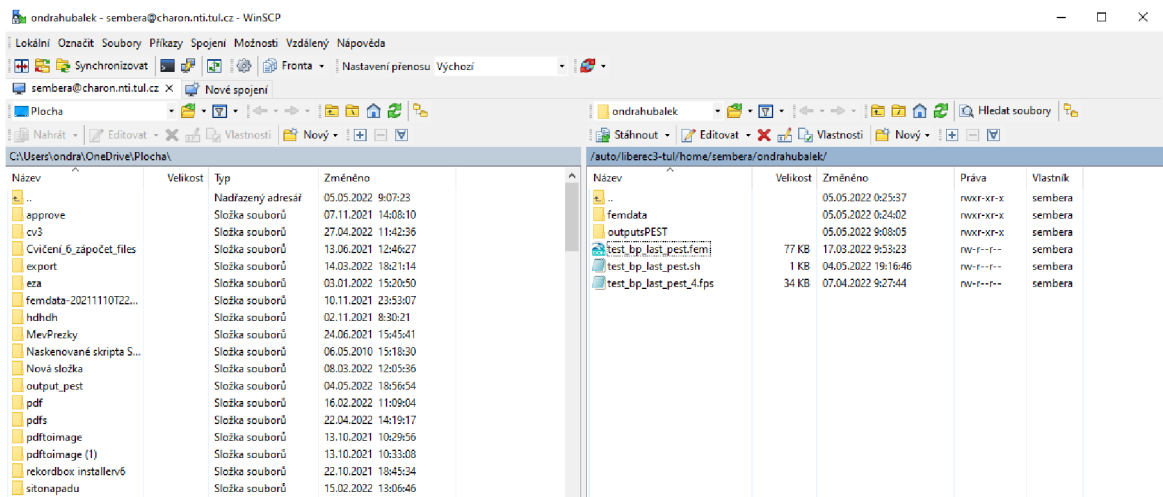 ondrahubalek - sembera@charon.nti.tul.cz - WinSCP
Lokální Označit Soubory Příkazy Spojení Možnosti Vzdálený Nápověda
Synchronizovat Fronta Nastavení přenosu Výchozí
sembera@charon.nti.tul.cz × Nové spojení
Plocha
Nahrát Editovat Vlastnosti Nový
C:\Users\ondra\OneDrive\Plocha\
Název Velikost Typ Změněno
.. Nadřazený adresář 05.05.2022 9:07:23
approve Složka souborů 07.11.2021 14:08:10
cv3 Složka souborů 27.04.2022 11:42:36
Cvičení_6_zápočet_files Složka souborů 13.06.2021 12:46:27
export Složka souborů 14.03.2022 18:21:14
eza Složka souborů 03.01.2022 15:20:50
femdata-20211110T22... Složka souborů 10.11.2021 23:53:07
hdhdh Složka souborů 02.11.2021 8:30:21
MevPrezky Složka souborů 24.06.2021 15:45:41
Naskenované skripta S... Složka souborů 06.05.2010 15:18:30
Nová složka Složka souborů 08.03.2022 12:05:36
output_pest Složka souborů 04.05.2022 18:56:54
pdf Složka souborů 16.02.2022 11:09:04
pdfs Složka souborů 22.04.2022 14:19:17
pdftoimage Složka souborů 13.10.2021 10:29:56
pdftoimage (1) Složka souborů 13.10.2021 10:33:08
rekordbox installerv6 Složka souborů 22.10.2021 18:45:34
sitonapadu Složka souborů 15.02.2022 13:06:46
ondrahubalek Hledat soubory
Stáhnout Editovat Vlastnosti Nový
/auto/liberec3-tul/home/sembera/ondrahubalek/
Název Velikost Změněno Práva Vlastník
.. 05.05.2022 0:25:37 rwxr-xr-x sembera
femdata 05.05.2022 0:24:02 rwxr-xr-x sembera
outputsPEST 05.05.2022 9:08:05 rwxr-xr-x sembera
test_bp_last_pest.fem 77 KB 17.03.2022 9:53:23 rw-r--r-- sembera
test_bp_last_pest.sh 1 KB 04.05.2022 19:16:46 rw-r--r-- sembera
test_bp_last_pest_4.fps 34 KB 07.04.2022 9:27:44 rw-r--r-- sembera